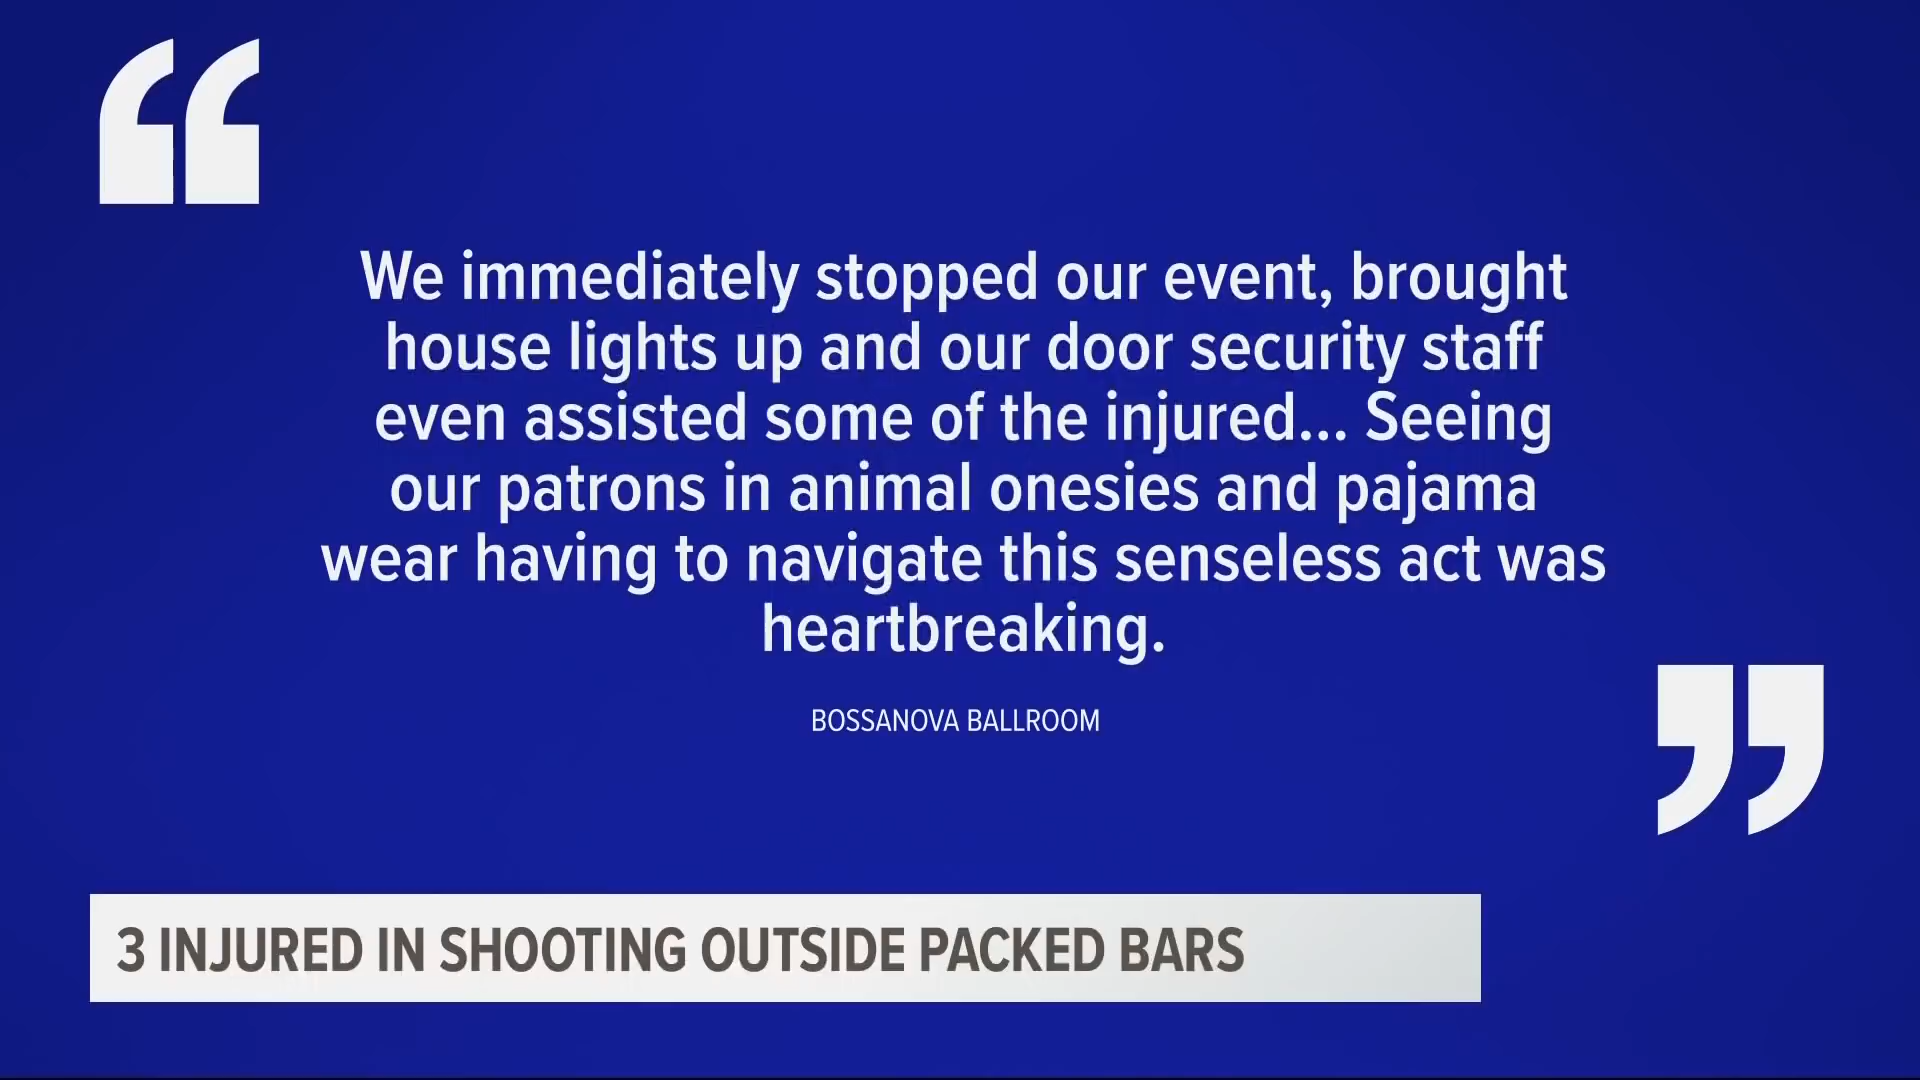 “
We immediately stopped our event, brought
house lights up and our door security staff
even assisted some of the injured... Seeing
our patrons in animal onesies and pajama
wear having to navigate this senseless act was
heartbreaking.
BOSSANOVA BALLROOM
”
3 INJURED IN SHOOTING OUTSIDE PACKED BARS